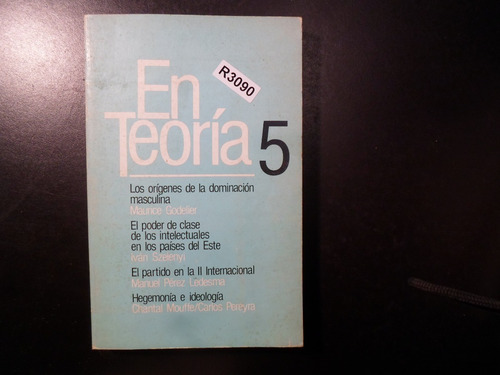 En
R3090
Teoría 5
Los orígenes de la dominación
masculina
Maurice Godelier
El poder de clase
de los intelectuales
en los países del Este
Iván Szelenyi
El partido en la II Internacional
Manuel Pérez Ledesma
Hegemonía e ideología
Chantal Mouffe/Carlos Pereyra